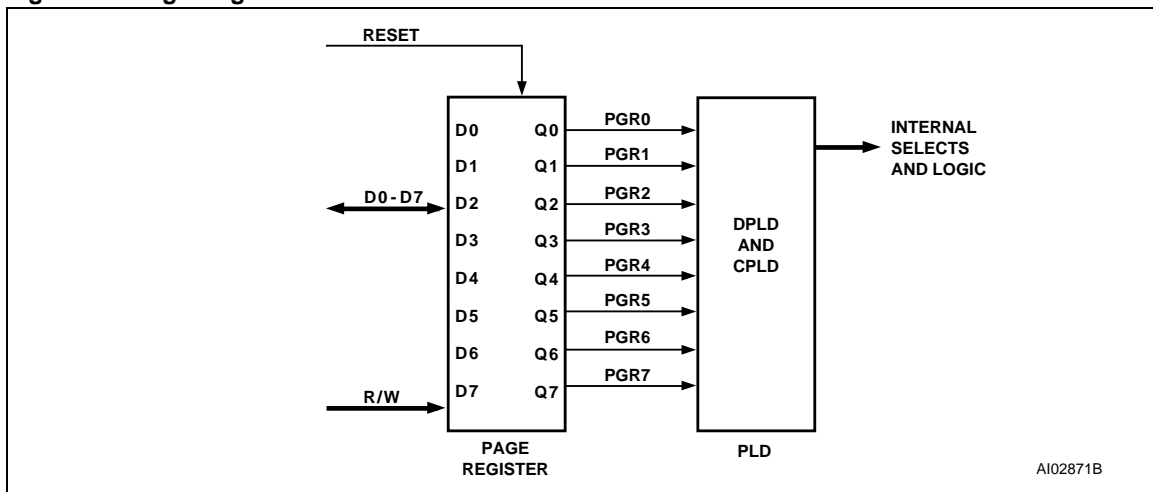 RESET
D0 Q0 PGR0
D1 Q1 PGR1
D0-D7 D2 Q2 PGR2
D3 Q3 PGR3
D4 Q4 PGR4
D5 Q5 PGR5
D6 Q6 PGR6
R/W D7 Q7 PGR7
PAGE
REGISTER
DPLD
AND
CPLD
PLD
INTERNAL
SELECTS
AND LOGIC
AI02871B